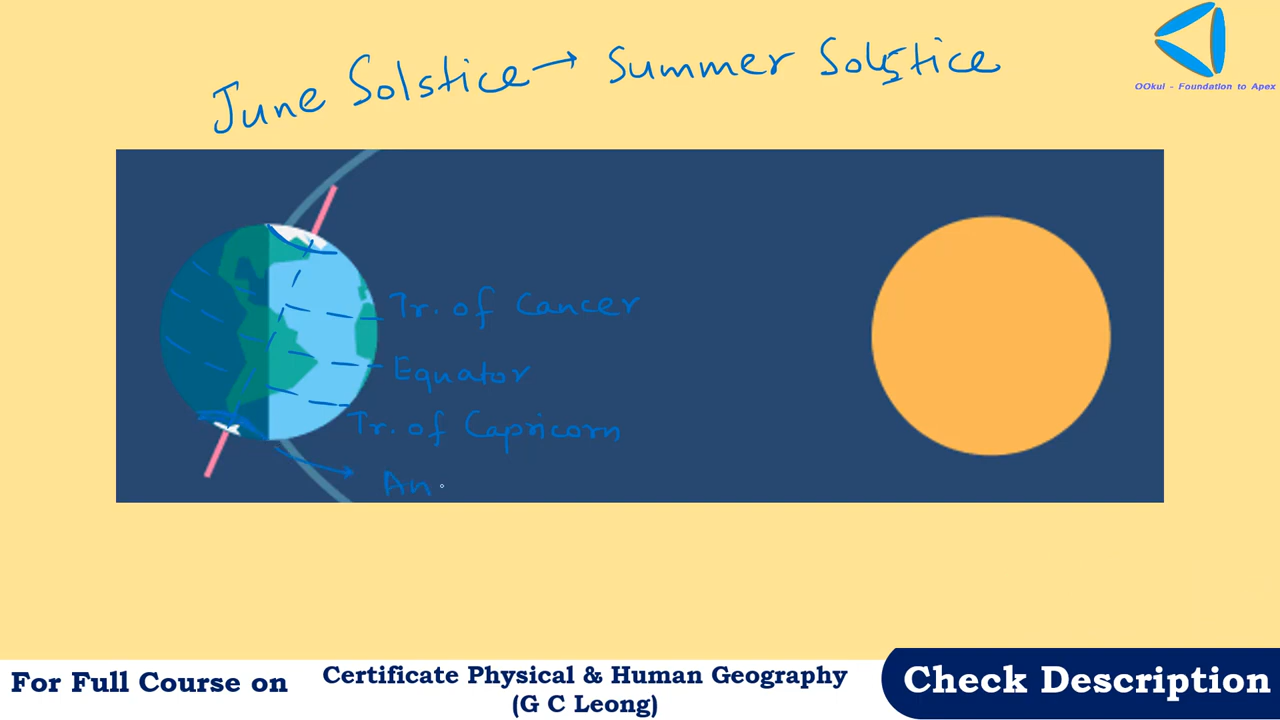 OOkul - Foundation to Apex
June Solstice → Summer Solstice
Tr. of Cancer
Equator
Tr. of Capricorn
An
For Full Course on
Certificate Physical & Human Geography
(G C Leong)
Check Description